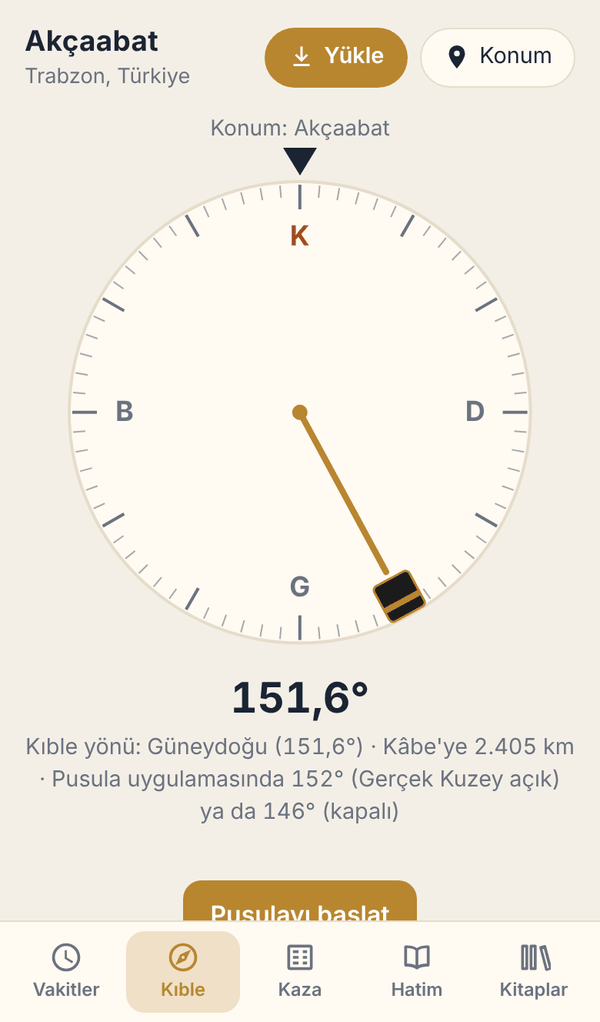 Akçaabat
Trabzon, Türkiye
Yükle
Konum
Konum: Akçaabat
K
B
D
G
151,6°
Kıble yönü: Güneydoğu (151,6°) · Kâbe'ye 2.405 km
· Pusula uygulamasında 152° (Gerçek Kuzey açık)
ya da 146° (kapalı)
Pusulayı başlat
Vakitler
Kıble
Kaza
Hatim
Kitaplar